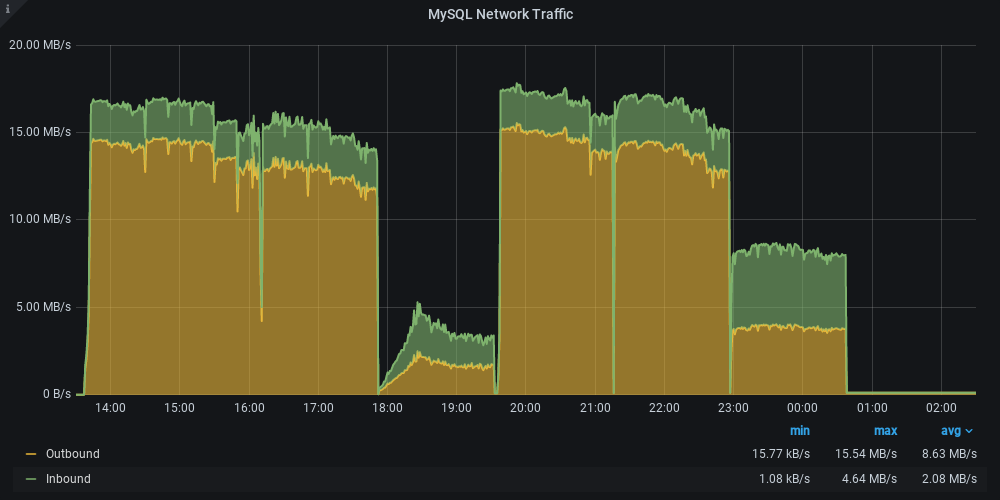 i
MySQL Network Traffic
20.00 MB/s
15.00 MB/s
10.00 MB/s
5.00 MB/s
0 B/s
14:00 15:00 16:00 17:00 18:00 19:00 20:00 21:00 22:00 23:00 00:00 01:00 02:00
min max avg
Outbound 15.77 kB/s 15.54 MB/s 8.63 MB/s
Inbound 1.08 kB/s 4.64 MB/s 2.08 MB/s